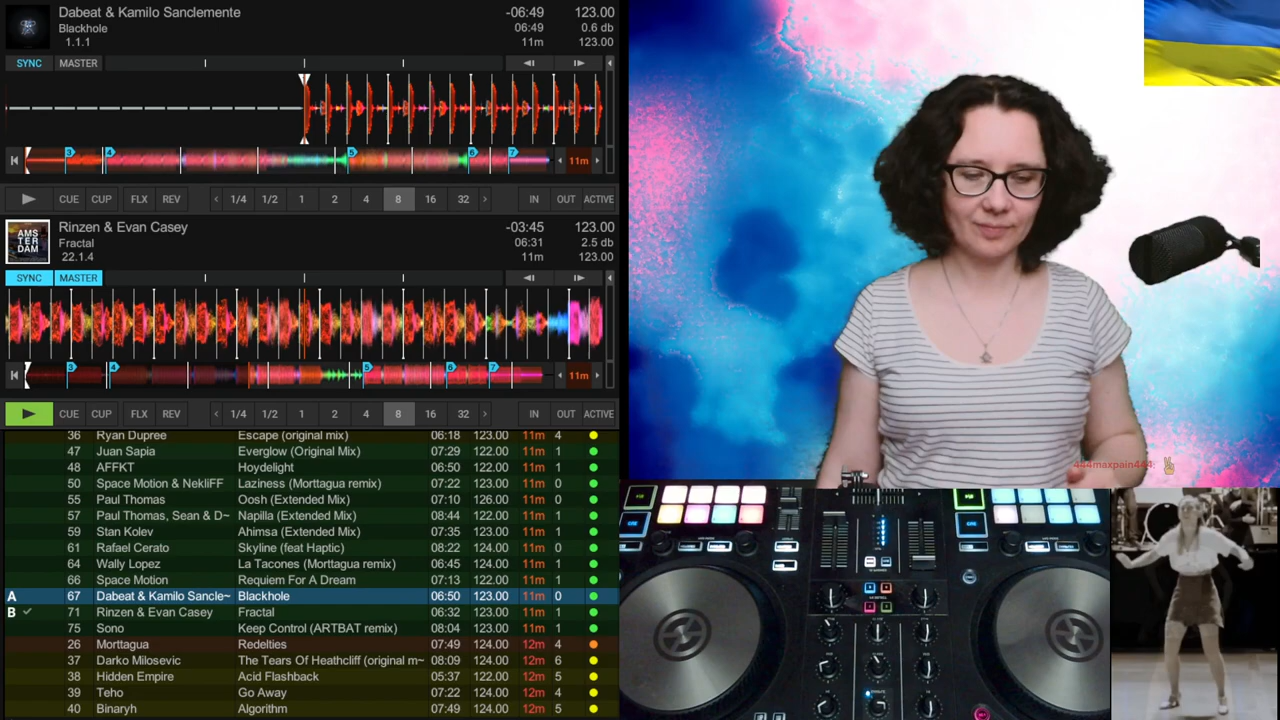 Dabeat & Kamilo Sanclemente -06:49 123.00
Blackhole 06:49 0.6 db
1.1.1 11m 123.00
SYNC MASTER
3 4 5 6 7 11m
CUE CUP FLX REV 1/4 1/2 1 2 4 8 16 32 IN OUT ACTIVE
AMS
TER
DAM
Rinzen & Evan Casey -03:45 123.00
Fractal 06:31 2.5 db
22.1.4 11m 123.00
SYNC MASTER
3 4 5 6 7 11m
CUE CUP FLX REV 1/4 1/2 1 2 4 8 16 32 IN OUT ACTIVE
36 Ryan Dupree Escape (original mix) 06:18 123.00 11m 4
47 Juan Sapia Everglow (Original Mix) 07:29 122.00 11m 1
48 AFFKT Hoydelight 06:50 122.00 11m 1
50 Space Motion & NekliFF Laziness (Morttagua remix) 07:22 123.00 11m 0
55 Paul Thomas Oosh (Extended Mix) 07:10 126.00 11m 0
57 Paul Thomas, Sean & D~ Napilla (Extended Mix) 08:44 122.00 11m 1
59 Stan Kolev Ahimsa (Extended Mix) 07:35 123.00 11m 1
61 Rafael Cerato Skyline (feat Haptic) 08:22 124.00 11m 0
64 Wally Lopez La Tacones (Morttagua remix) 06:45 124.00 11m 1
66 Space Motion Requiem For A Dream 07:13 122.00 11m 1
A 67 Dabeat & Kamilo Sancle~ Blackhole 06:50 123.00 11m 0
B 71 Rinzen & Evan Casey Fractal 06:32 123.00 11m 1
75 Sono Keep Control (ARTBAT remix) 08:04 123.00 11m 1
26 Morttagua Redelties 07:49 124.00 12m 4
37 Darko Milosevic The Tears Of Heathcliff (original m~ 08:09 124.00 12m 6
38 Hidden Empire Acid Flashback 05:37 122.00 12m 5
39 Teho Go Away 07:22 124.00 12m 4
40 Binaryh Algorithm 07:49 124.00 12m 5
444maxpain444: